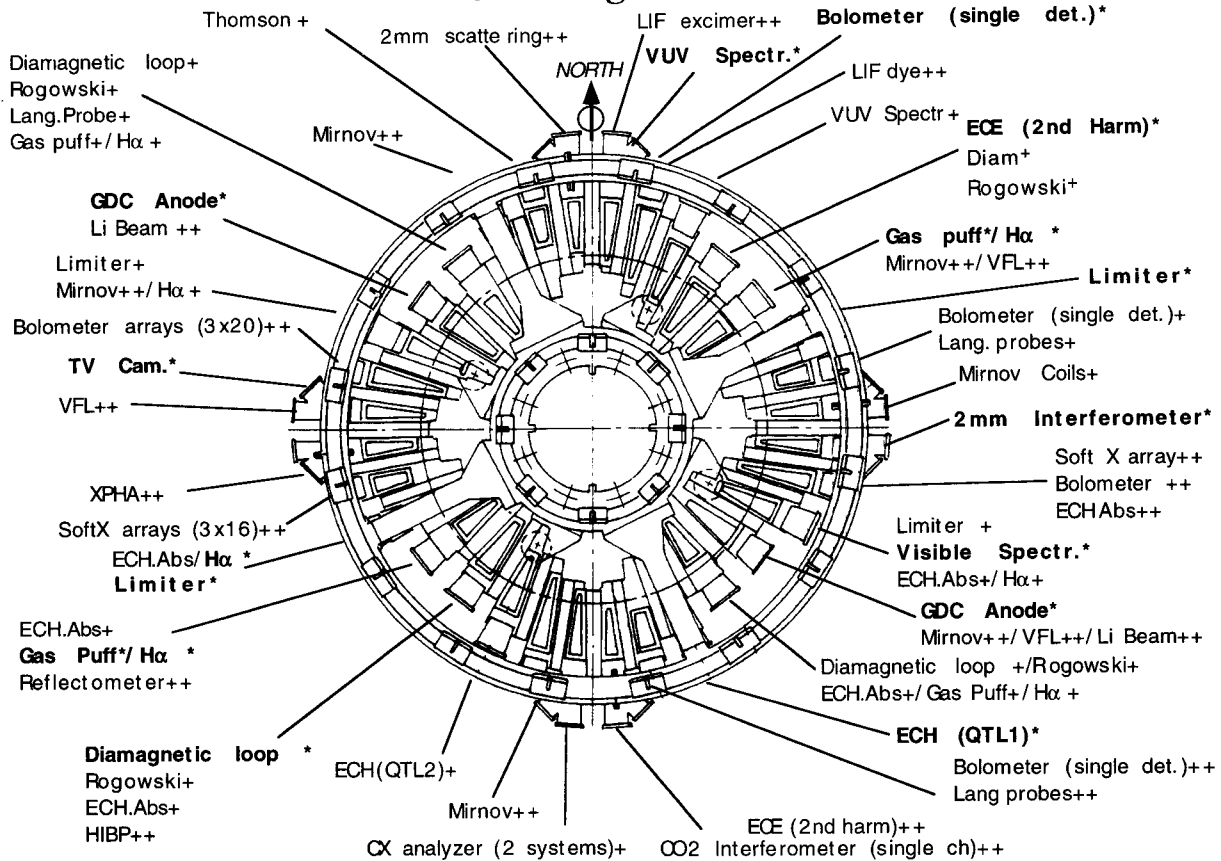 Thomson +
2mm scatte ring++
LIF excimer++
Bolometer (single det.)*
VUV Spectr.*
NORTH
LIF dye++
VUV Spectr+
Diamagnetic loop+
Rogowski+
Lang.Probe+
Gas puff+/ Hα +
Mirnov++
ECE (2nd Harm)*
Diam+
Rogowski+
GDC Anode*
Li Beam ++
Gas puff*/ Hα *
Mirnov++/ VFL++
Limiter+
Mirnov++/ Hα +
Limiter*
Bolometer arrays (3x20)++
Bolometer (single det.)+
Lang. probes+
TV Cam.*
Mirnov Coils+
VFL++
2mm Interferometer*
Soft X array++
Bolometer ++
ECH Abs++
XPHA++
SoftX arrays (3x16)++
ECH.Abs/ Hα *
Limiter*
Limiter +
Visible Spectr.*
ECH.Abs+/ Hα+
GDC Anode*
Mirnov++/ VFL++/ Li Beam++
ECH.Abs+
Gas Puff*/ Hα *
Reflectometer++
Diamagnetic loop +/Rogowski+
ECH.Abs+/ Gas Puff+/ Hα +
ECH (QTL1)*
Bolometer (single det.)++
Lang probes++
Diamagnetic loop *
Rogowski+
ECH.Abs+
HIBP++
ECH(QTL2)+
Mirnov++
CX analyzer (2 systems)+
ECE (2nd harm)++
CO2 Interferometer (single ch)++